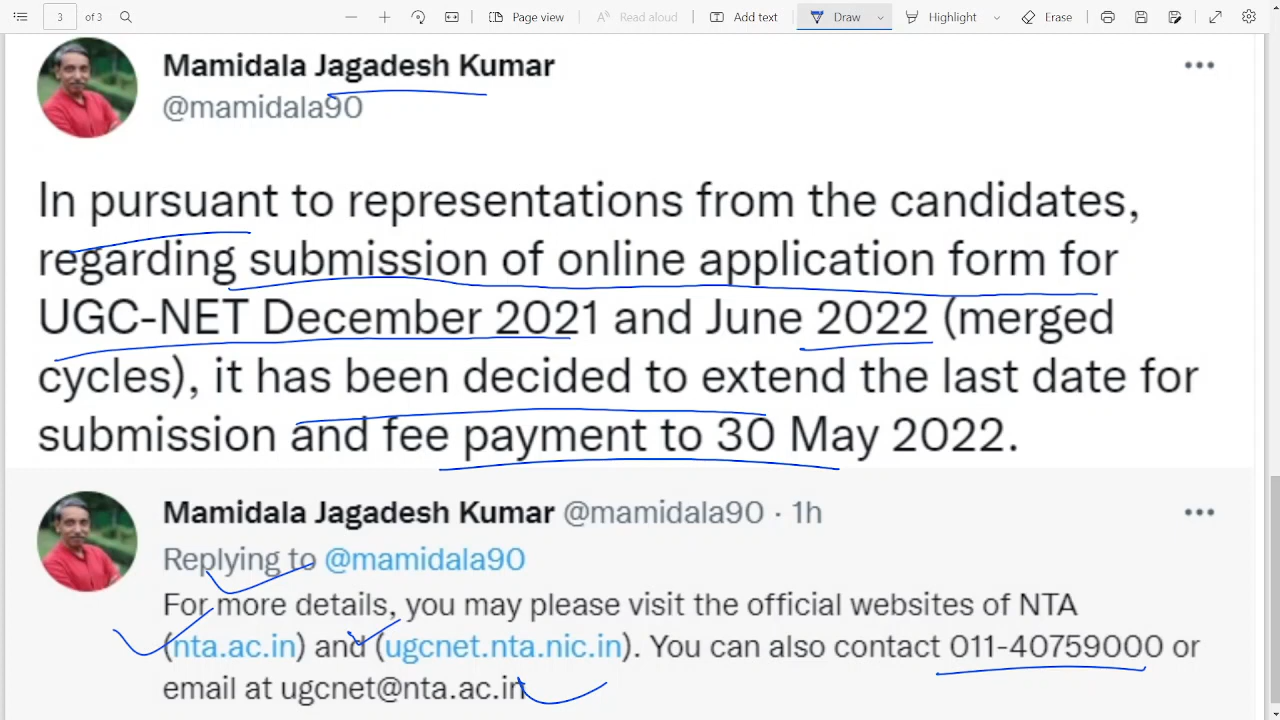 3 of 3 Page view Read aloud Add text Draw Highlight Erase
Mamidala Jagadesh Kumar
@mamidala90
In pursuant to representations from the candidates,
regarding submission of online application form for
UGC-NET December 2021 and June 2022 (merged
cycles), it has been decided to extend the last date for
submission and fee payment to 30 May 2022.
Mamidala Jagadesh Kumar @mamidala90 · 1h
Replying to @mamidala90
For more details, you may please visit the official websites of NTA
(nta.ac.in) and (ugcnet.nta.nic.in). You can also contact 011-40759000 or
email at ugcnet@nta.ac.in